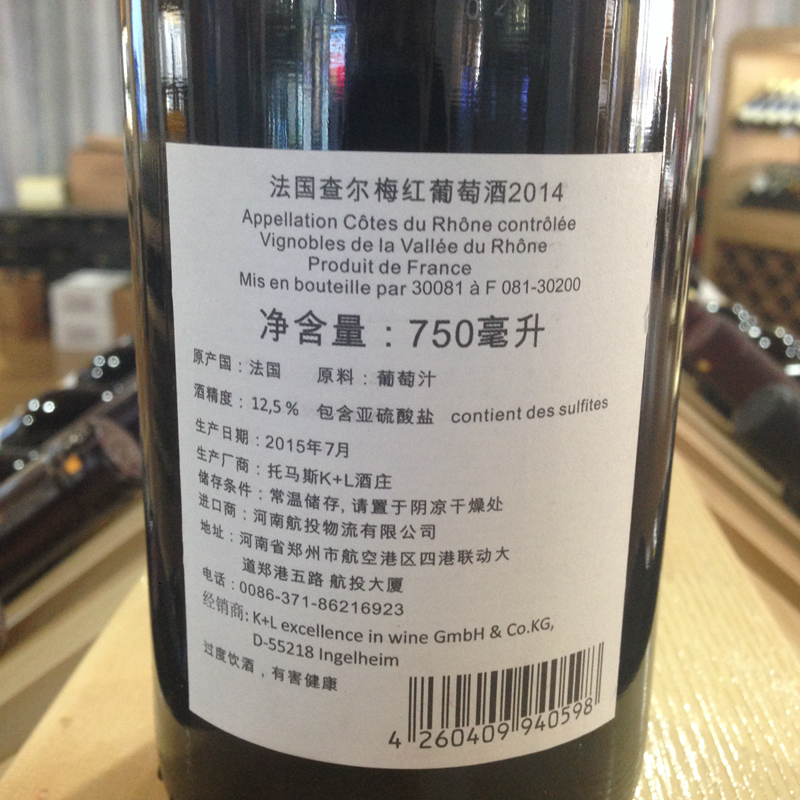 法国查尔梅红葡萄酒2014
Appellation Côtes du Rhône contrôlée
Vignobles de la Vallée du Rhône
Produit de France
Mis en bouteille par 30081 à F 081-30200
净含量：750毫升
原产国：法国 原料：葡萄汁
酒精度：12,5% 包含亚硫酸盐 contient des sulfites
生产日期：2015年7月
生产厂商：托马斯K+L酒庄
储存条件：常温储存, 请置于阴凉干燥处
进口商：河南航投物流有限公司
地址：河南省郑州市航空港区四港联动大
道郑港五路 航投大厦
电话：0086-371-86216923
经销商: K+L excellence in wine GmbH & Co.KG,
D-55218 Ingelheim
过度饮酒，有害健康
4 260409 940598